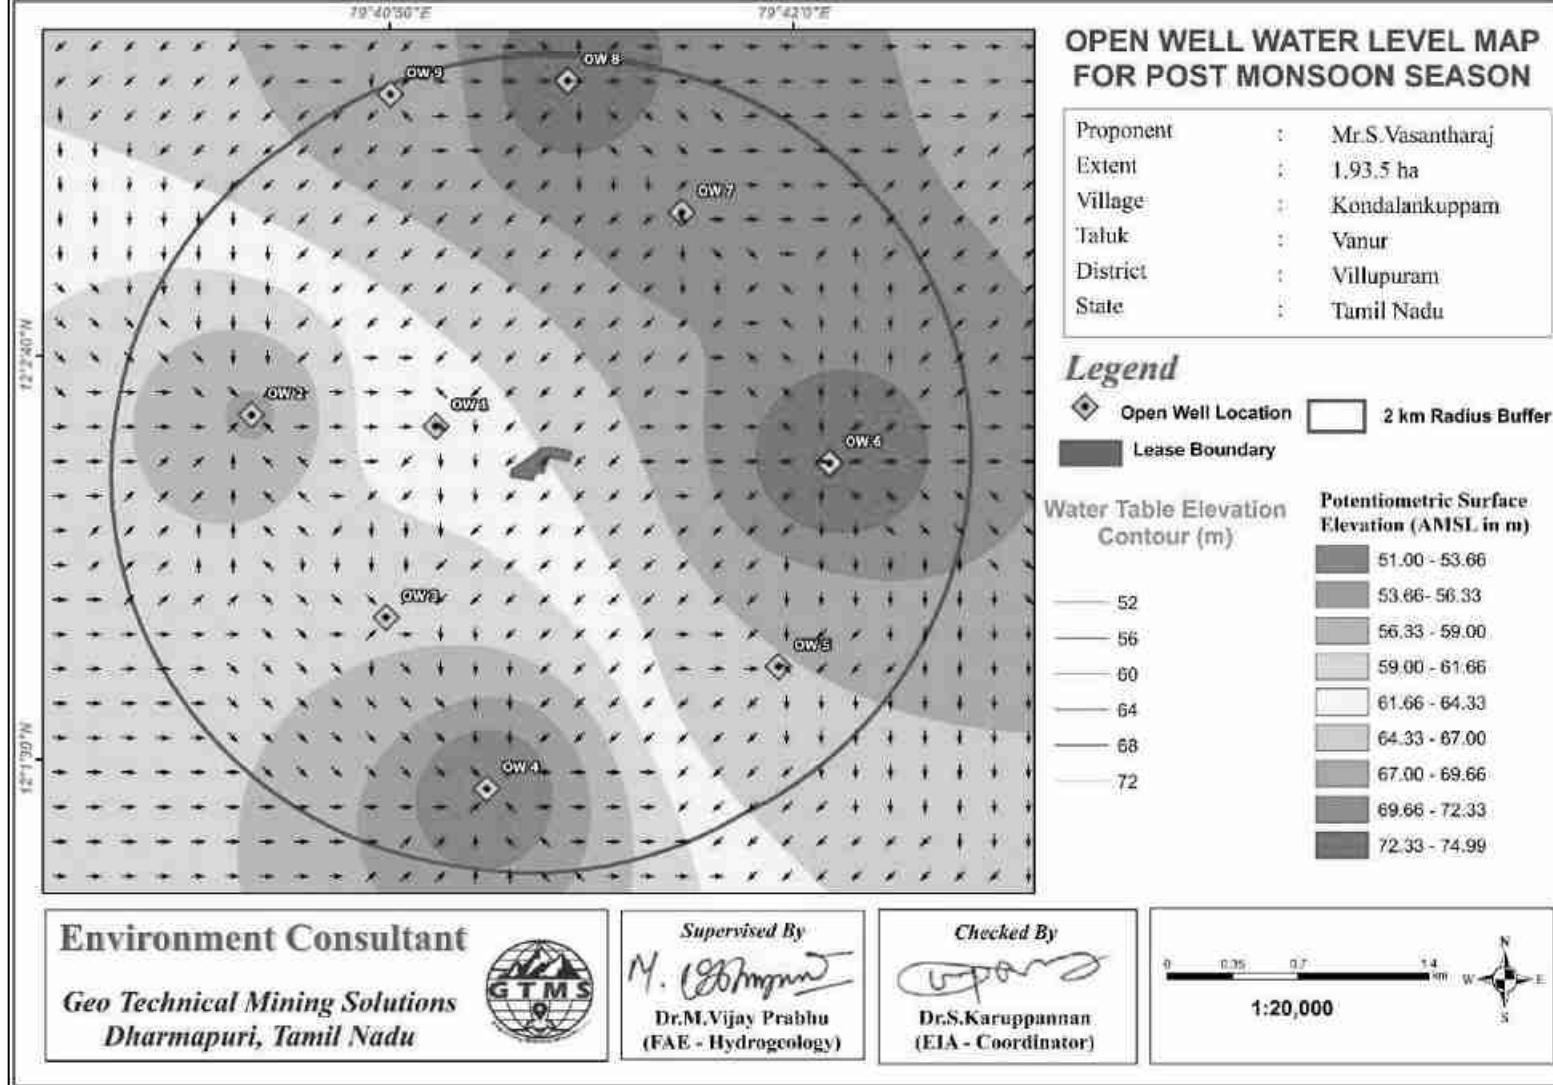 79°40'50"E
79°42'0"E
OPEN WELL WATER LEVEL MAP
FOR POST MONSOON SEASON
Proponent : Mr.S.Vasantharaj
Extent : 1.93.5 ha
Village : Kondalankuppam
Taluk : Vanur
District : Villupuram
State : Tamil Nadu
OW 9
OW 8
OW 7
OW 2
OW 1
OW 6
OW 3
OW 5
OW 4
12°2'40"N
12°1'30"N
Legend
Open Well Location
2 km Radius Buffer
Lease Boundary
Water Table Elevation
Contour (m)
52
56
60
64
68
72
Potentiometric Surface
Elevation (AMSL in m)
51.00 - 53.66
53.66- 56.33
56.33 - 59.00
59.00 - 61.66
61.66 - 64.33
64.33 - 67.00
67.00 - 69.66
69.66 - 72.33
72.33 - 74.99
Environment Consultant
Geo Technical Mining Solutions
Dharmapuri, Tamil Nadu
GTMS
Supervised By
Dr.M.Vijay Prabhu
(FAE - Hydrogeology)
Checked By
Dr.S.Karuppannan
(EIA - Coordinator)
0 0.35 0.7 1.4
km
1:20,000
N
W E
S